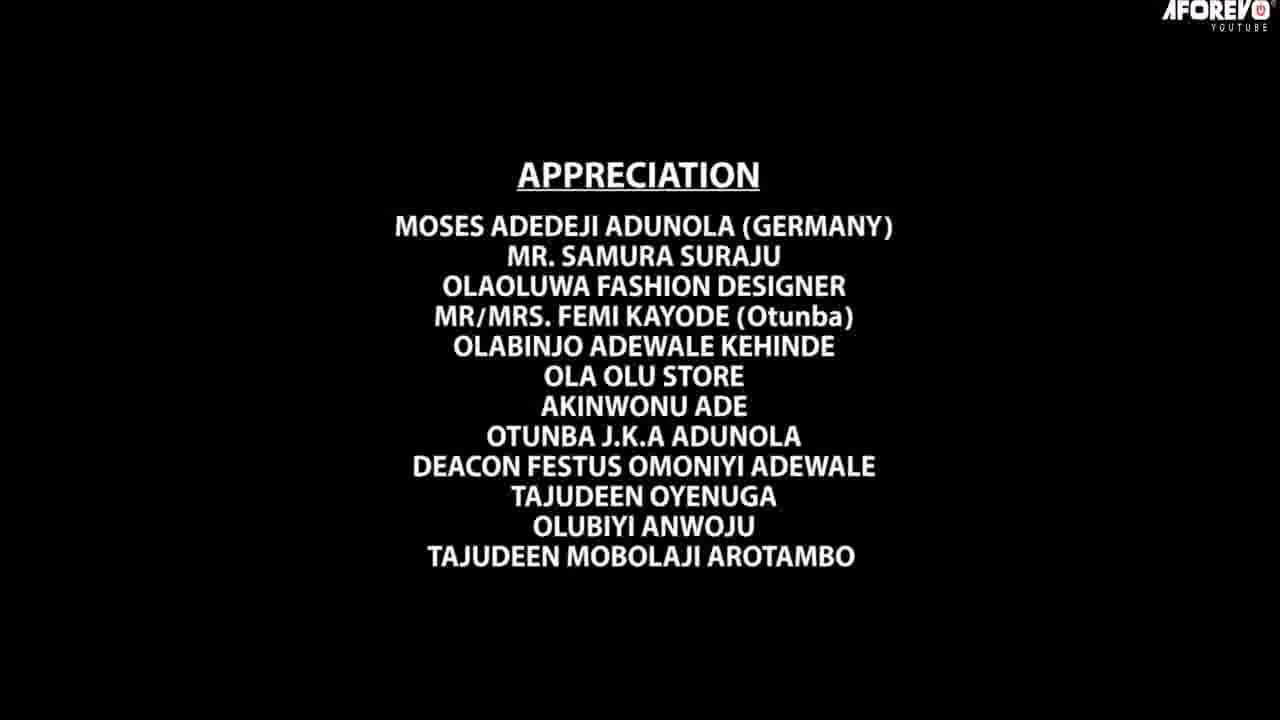 AFOREVO
YOUTUBE
APPRECIATION
MOSES ADEDEJI ADUNOLA (GERMANY)
MR. SAMURA SURAJU
OLAOLUWA FASHION DESIGNER
MR/MRS. FEMI KAYODE (Otunba)
OLABINJO ADEWALE KEHINDE
OLA OLU STORE
AKINWONU ADE
OTUNBA J.K.A ADUNOLA
DEACON FESTUS OMONIYI ADEWALE
TAJUDEEN OYENUGA
OLUBIYI ANWOJU
TAJUDEEN MOBOLAJI AROTAMBO